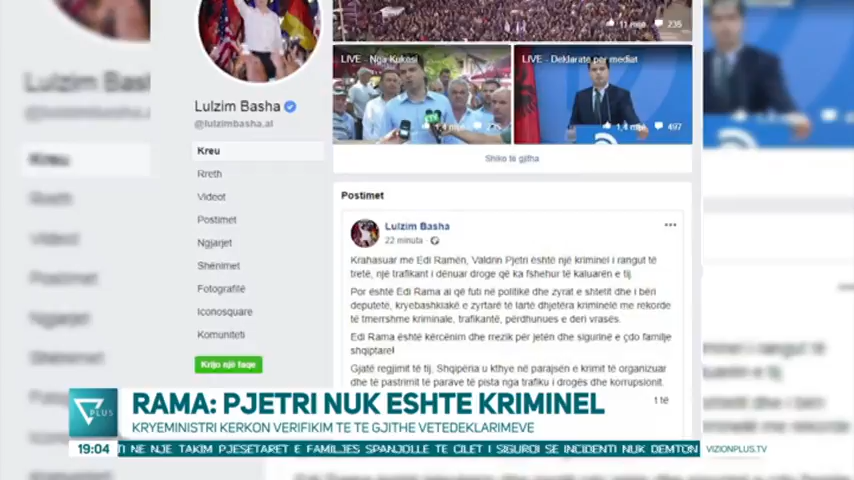 LIVE - Nga Kukësi
LIVE - Deklaratë për mediat
11 mijë 235
1,4 mijë 235
1,4 mijë 497
Shiko të gjitha
Lulzim Basha
@lulzimbasha.al
Kreu
Rreth
Videot
Postimet
Ngjarjet
Shënimet
Fotografitë
Iconosquare
Komuniteti
Krijo një faqe
Postimet
Lulzim Basha
22 minuta
Krahasuar me Edi Ramën, Valdrin Pjetri është një kriminel i rangut të
tretë, një trafikant i dënuar droge që ka fshehur të kaluarën e tij.
Por është Edi Rama ai që futi në politikë dhe zyrat e shtetit dhe i bëri
deputetë, kryebashkiakë e zyrtarë të lartë dhjetëra kriminelë me rekorde
të tmerrshme kriminale, trafikantë, përdhunues e deri vrasës.
Edi Rama është kërcënim dhe rrezik për jetën dhe sigurinë e çdo familje
shqiptare!
Gjatë regjimit të tij, Shqipëria u kthye në parajsën e krimit të organizuar
dhe të pastrimit të parave të pista nga trafiku i drogës dhe korrupsionit.
1 të
PLUS
RAMA: PJETRI NUK ESHTE KRIMINEL
KRYEMINISTRI KERKON VERIFIKIM TE TE GJITHE VETEDEKLARIMEVE
19:04
TI NE NJE TAKIM PJESETARET E FAMILJES SPANJOLLE TE CILET I SIGUROI SE INCIDENTI NUK DEMTON
VIZIONPLUS.TV